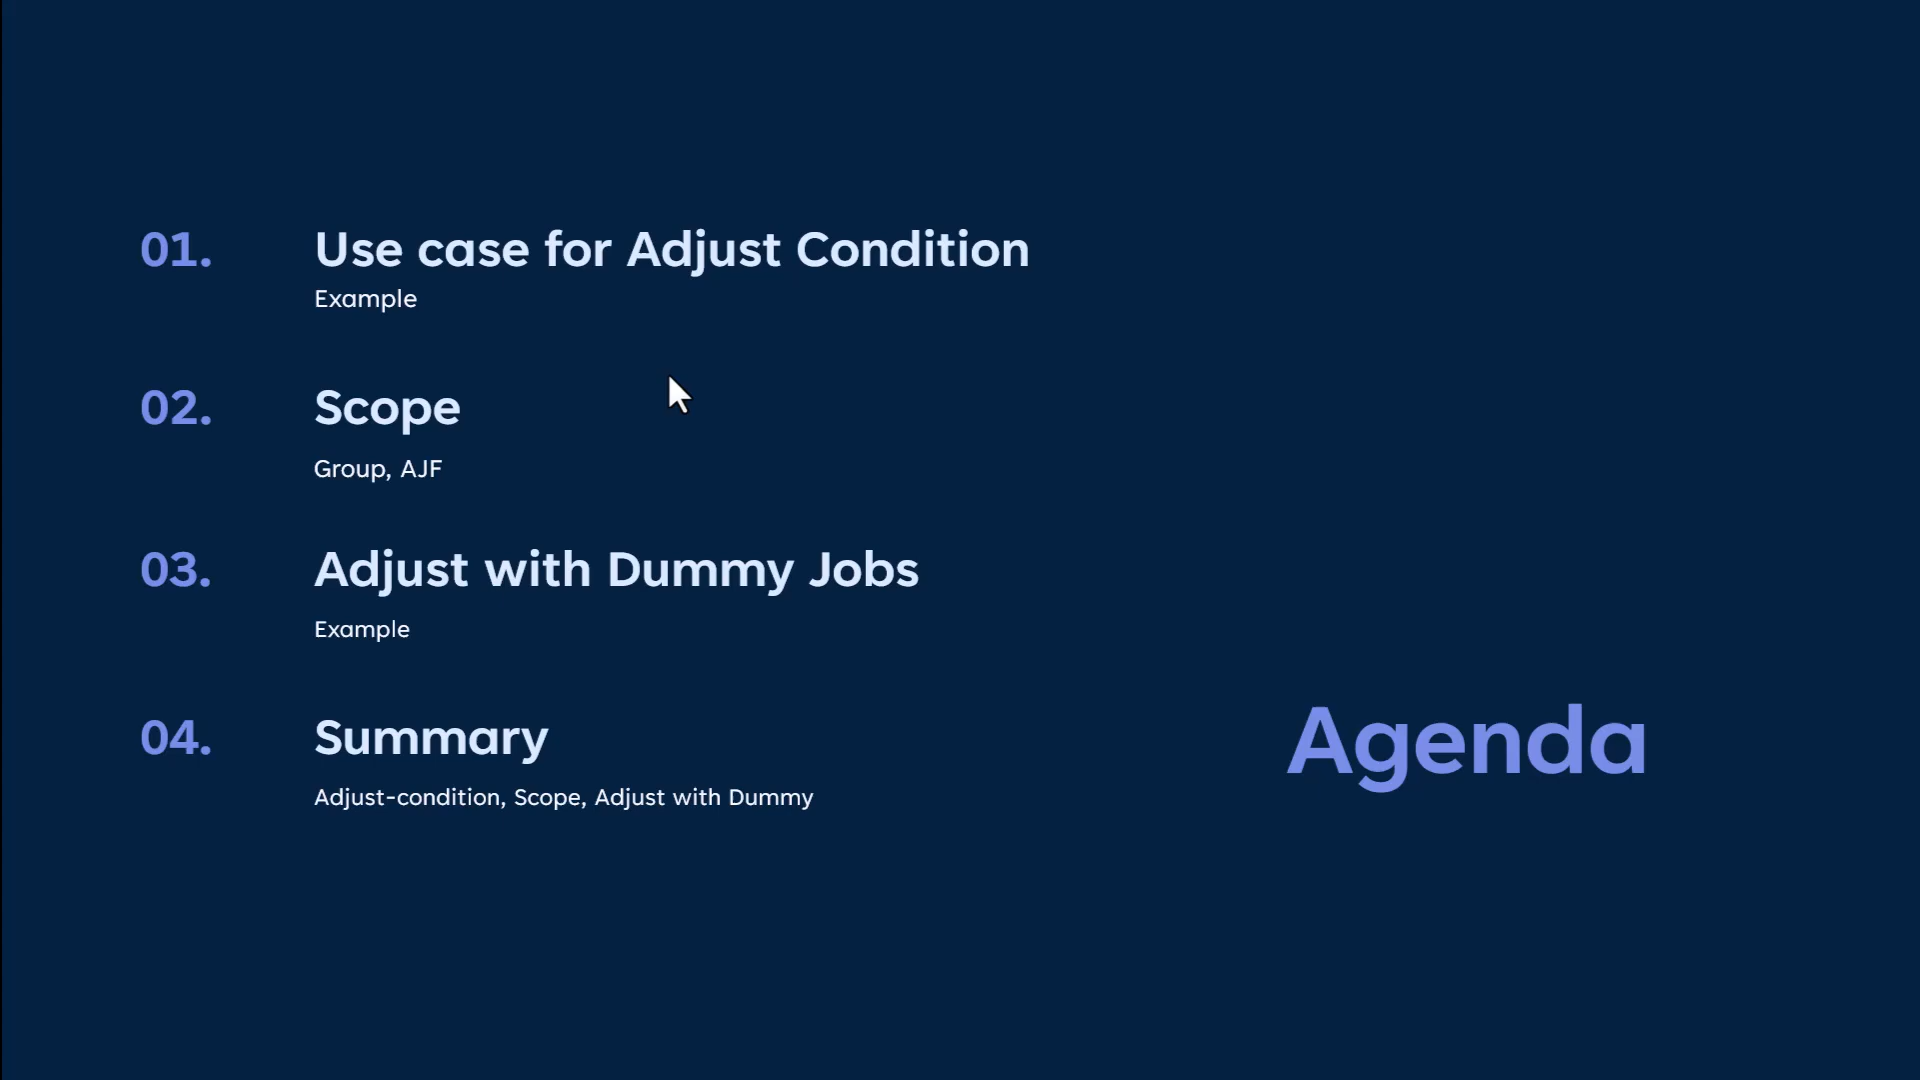 01.
Use case for Adjust Condition
Example
02.
Scope
Group, AJF
03.
Adjust with Dummy Jobs
Example
04.
Summary
Adjust-condition, Scope, Adjust with Dummy
Agenda